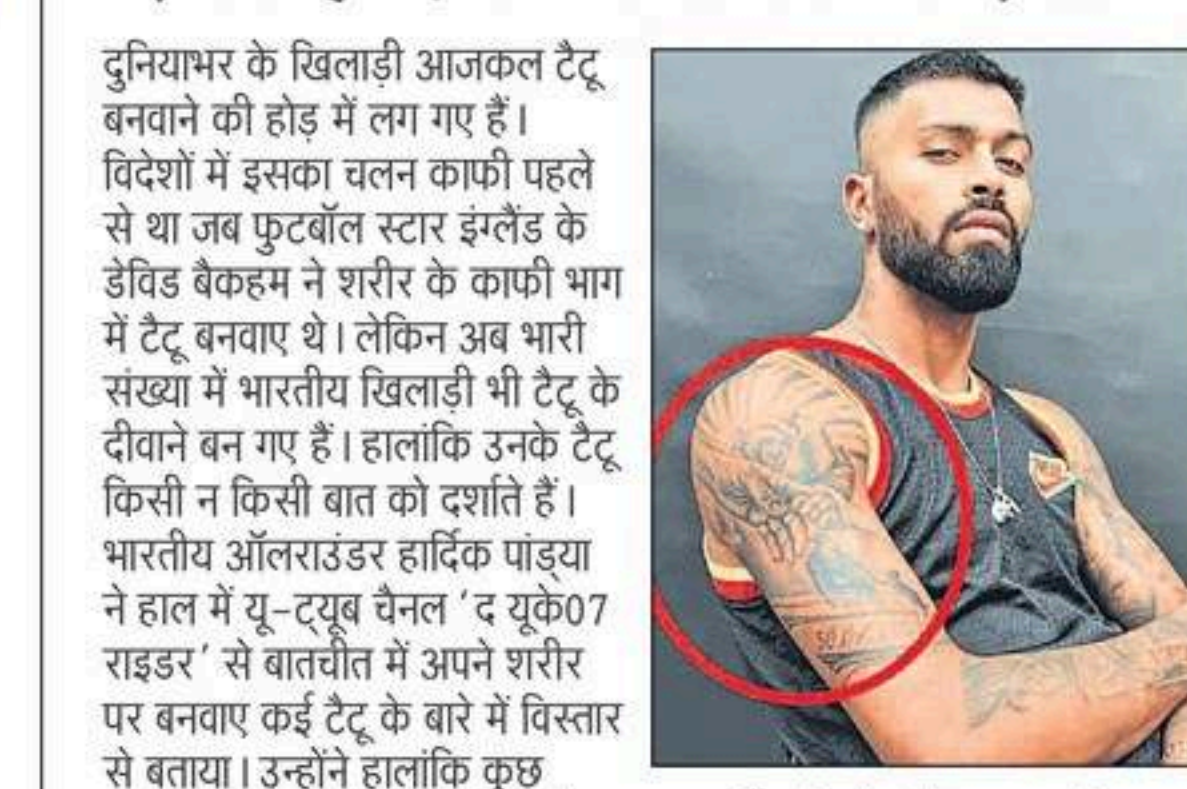 दुनियाभर के खिलाड़ी आजकल टैटू
बनवाने की होड़ में लग गए हैं।
विदेशों में इसका चलन काफी पहले
से था जब फुटबॉल स्टार इंग्लैंड के
डेविड बैकहम ने शरीर के काफी भाग
में टैटू बनवाए थे। लेकिन अब भारी
संख्या में भारतीय खिलाड़ी भी टैटू के
दीवाने बन गए हैं। हालांकि उनके टैटू
किसी न किसी बात को दर्शाते हैं।
भारतीय ऑलराउंडर हार्दिक पांड्या
ने हाल में यू-ट्यूब चैनल ‘द यूके07
राइडर’ से बातचीत में अपने शरीर
पर बनवाए कई टैटू के बारे में विस्तार
से बताया। उन्होंने हालांकि कुछ